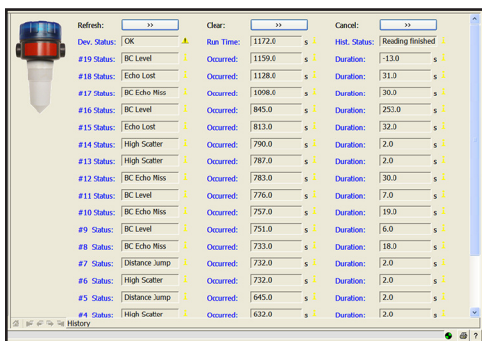 Refresh: >> Clear: >> Cancel: >>
Dev. Status: OK Run Time: 1172.0 s Hist. Status: Reading finished
#19 Status: BC Level Occurred: 1159.0 s Duration: -13.0 s
#18 Status: Echo Lost Occurred: 1128.0 s Duration: 31.0 s
#17 Status: BC Echo Miss Occurred: 1098.0 s Duration: 30.0 s
#16 Status: BC Level Occurred: 845.0 s Duration: 253.0 s
#15 Status: Echo Lost Occurred: 813.0 s Duration: 32.0 s
#14 Status: High Scatter Occurred: 790.0 s Duration: 2.0 s
#13 Status: High Scatter Occurred: 787.0 s Duration: 2.0 s
#12 Status: BC Echo Miss Occurred: 783.0 s Duration: 30.0 s
#11 Status: BC Level Occurred: 776.0 s Duration: 7.0 s
#10 Status: BC Echo Miss Occurred: 757.0 s Duration: 19.0 s
#9 Status: BC Level Occurred: 751.0 s Duration: 6.0 s
#8 Status: BC Echo Miss Occurred: 733.0 s Duration: 18.0 s
#7 Status: Distance Jump Occurred: 732.0 s Duration: 2.0 s
#6 Status: High Scatter Occurred: 732.0 s Duration: 2.0 s
#5 Status: Distance Jump Occurred: 645.0 s Duration: 2.0 s
#4 Status: High Scatter Occurred: 632.0 s Duration: 2.0 s
History
?